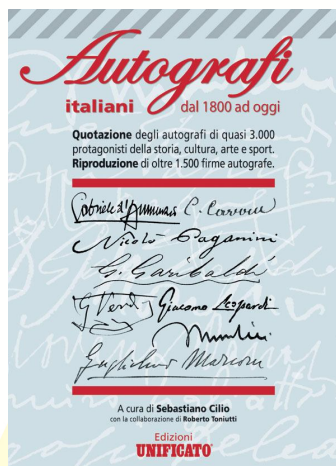 Autografi
italiani dal 1800 ad oggi
Quotazione degli autografi di quasi 3.000
protagonisti della storia, cultura, arte e sport.
Riproduzione di oltre 1.500 firme autografe.
Gabriele d'Annunzio C. Cavour
Nicolò Paganini
G. Garibaldi
G Verdi Giacomo Leopardi
Mussolini
Guglielmo Marconi
A cura di Sebastiano Cilio
con la collaborazione di Roberto Toniutti
Edizioni
UNIFICATO